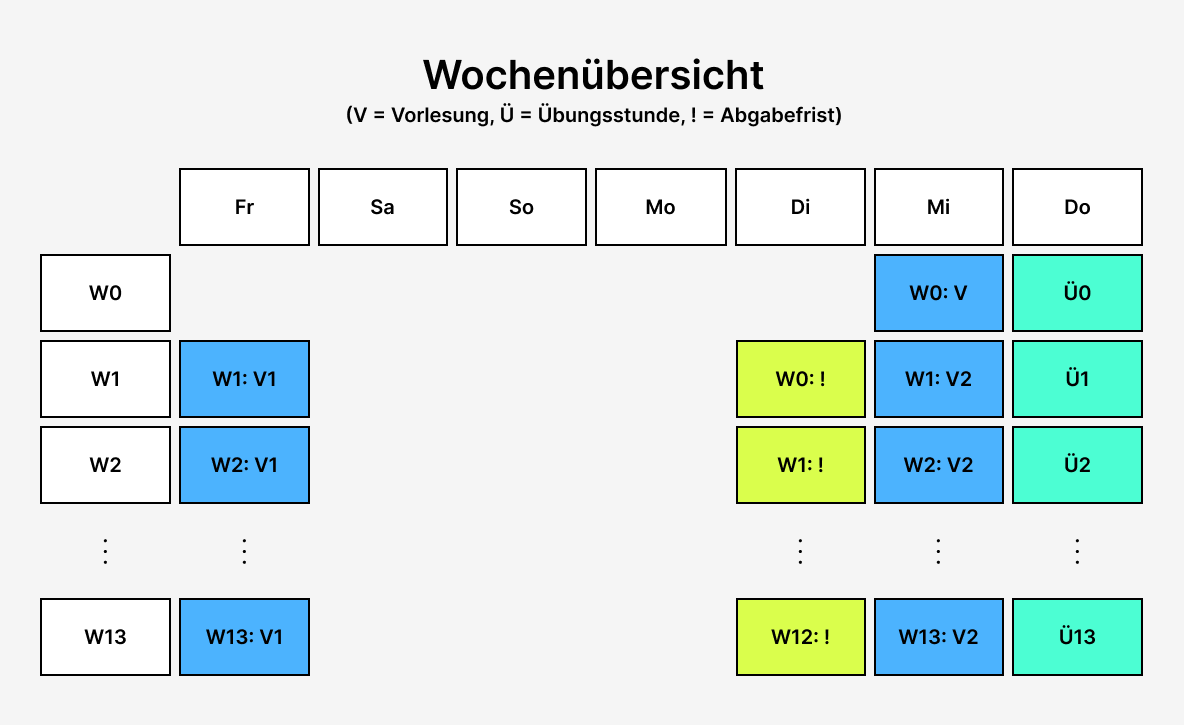 Wochenübersicht
(V = Vorlesung, Ü = Übungsstunde, ! = Abgabefrist)
Fr Sa So Mo Di Mi Do
W0 W0: V Ü0
W1 W1: V1 W0: ! W1: V2 Ü1
W2 W2: V1 W1: ! W2: V2 Ü2
⋮ ⋮ ⋮ ⋮ ⋮
W13 W13: V1 W12: ! W13: V2 Ü13